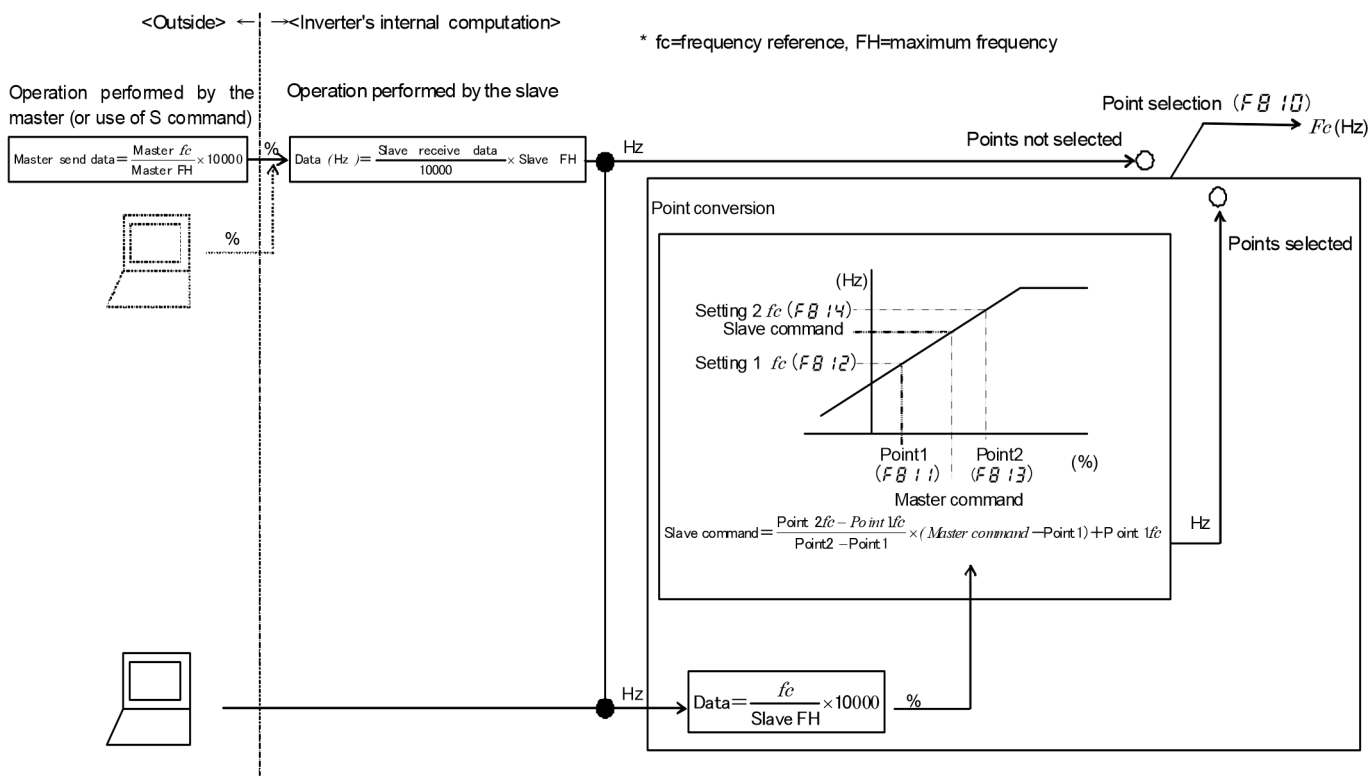 <Outside> ← →<Inverter's internal computation>
* fc=frequency reference, FH=maximum frequency
Operation performed by the
master (or use of S command)
Operation performed by the slave
Point selection (F810)
Fc (Hz)
Points not selected
Master send data=Master fc/Master FH×10000
%
Data (Hz)=Slave receive data/10000×Slave FH
Hz
%
Point conversion
Points selected
(Hz)
Setting 2 fc (F814)
Slave command
Setting 1 fc (F812)
Point1
(F811)
Point2
(F813)
(%)
Master command
Slave command=Point 2fc−Point 1fc/Point2−Point1×(Master command−Point1)+Point 1fc
Hz
Hz
Data=fc/Slave FH×10000
%